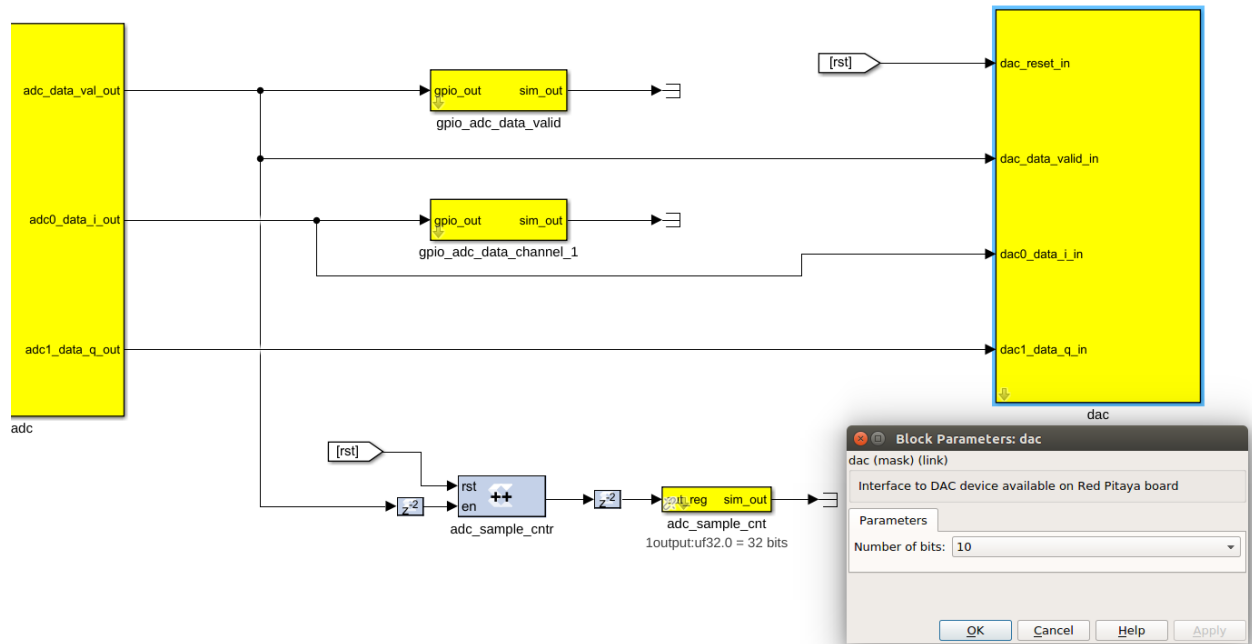 [rst]
dac_reset_in
adc_data_val_out
gpio_out
sim_out
gpio_adc_data_valid
dac_data_valid_in
adc0_data_i_out
gpio_out
sim_out
gpio_adc_data_channel_1
dac0_data_i_in
adc1_data_q_out
dac1_data_q_in
adc
dac
[rst]
rst
++
en
z-2
adc_sample_cntr
z-2
sim_out
adc_sample_cnt
1output:uf32.0 = 32 bits
Block Parameters: dac
dac (mask) (link)
Interface to DAC device available on Red Pitaya board
Parameters
Number of bits: 10
OK
Cancel
Help
Apply